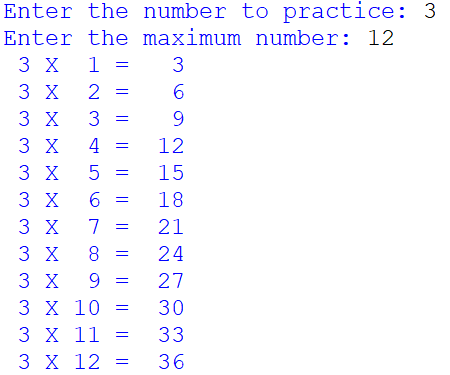 Enter the number to practice: 3
Enter the maximum number: 12
 3 X  1 =   3
 3 X  2 =   6
 3 X  3 =   9
 3 X  4 =  12
 3 X  5 =  15
 3 X  6 =  18
 3 X  7 =  21
 3 X  8 =  24
 3 X  9 =  27
 3 X 10 =  30
 3 X 11 =  33
 3 X 12 =  36